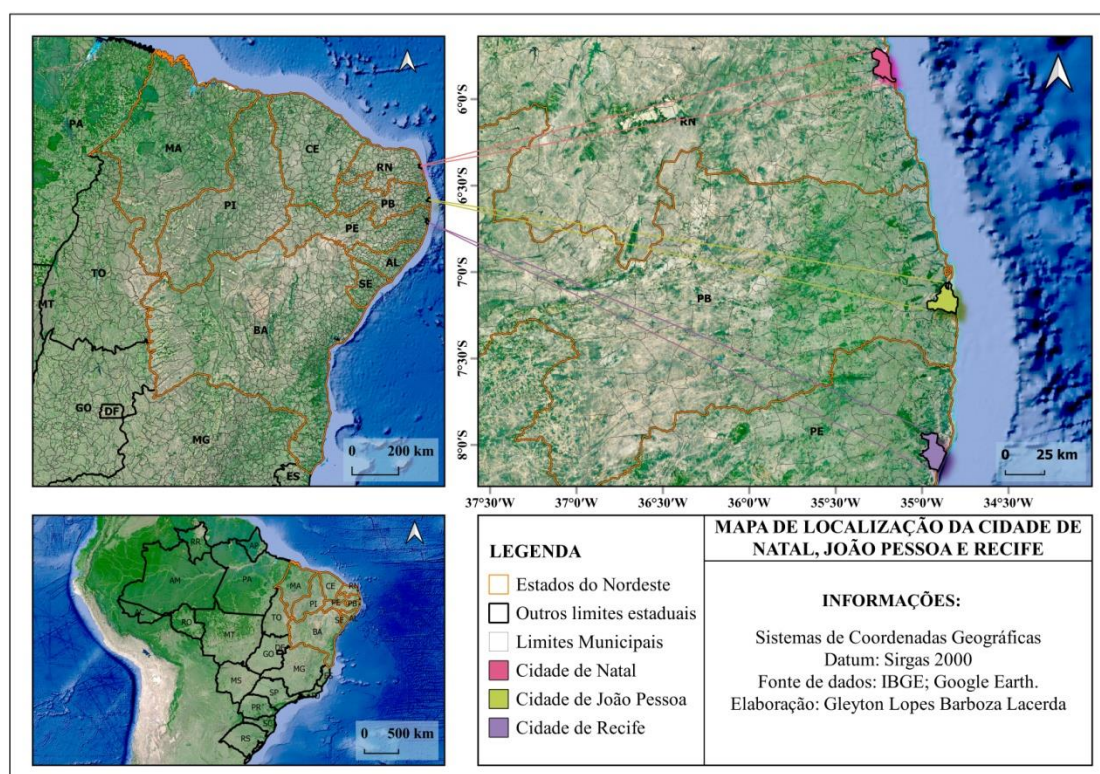 PA
MA
CE
RN
PI
PB
PE
AL
TO
SE
MT
BA
GO
DF
MG
ES
0 200 km
6°0'S
6°30'S
7°0'S
7°30'S
8°0'S
RN
PB
PE
0 25 km
37°30'W 37°0'W 36°30'W 36°0'W 35°30'W 35°0'W 34°30'W
RR
AM
PA
MA
CE
RN
PI
PE
PB
AL
SE
TO
RO
MT
BA
GO
MG
MS
SP
PR
SC
RS
0 500 km
LEGENDA
Estados do Nordeste
Outros limites estaduais
Limites Municipais
Cidade de Natal
Cidade de João Pessoa
Cidade de Recife
MAPA DE LOCALIZAÇÃO DA CIDADE DE
NATAL, JOÃO PESSOA E RECIFE
INFORMAÇÕES:
Sistemas de Coordenadas Geográficas
Datum: Sirgas 2000
Fonte de dados: IBGE; Google Earth.
Elaboração: Gleyton Lopes Barboza Lacerda